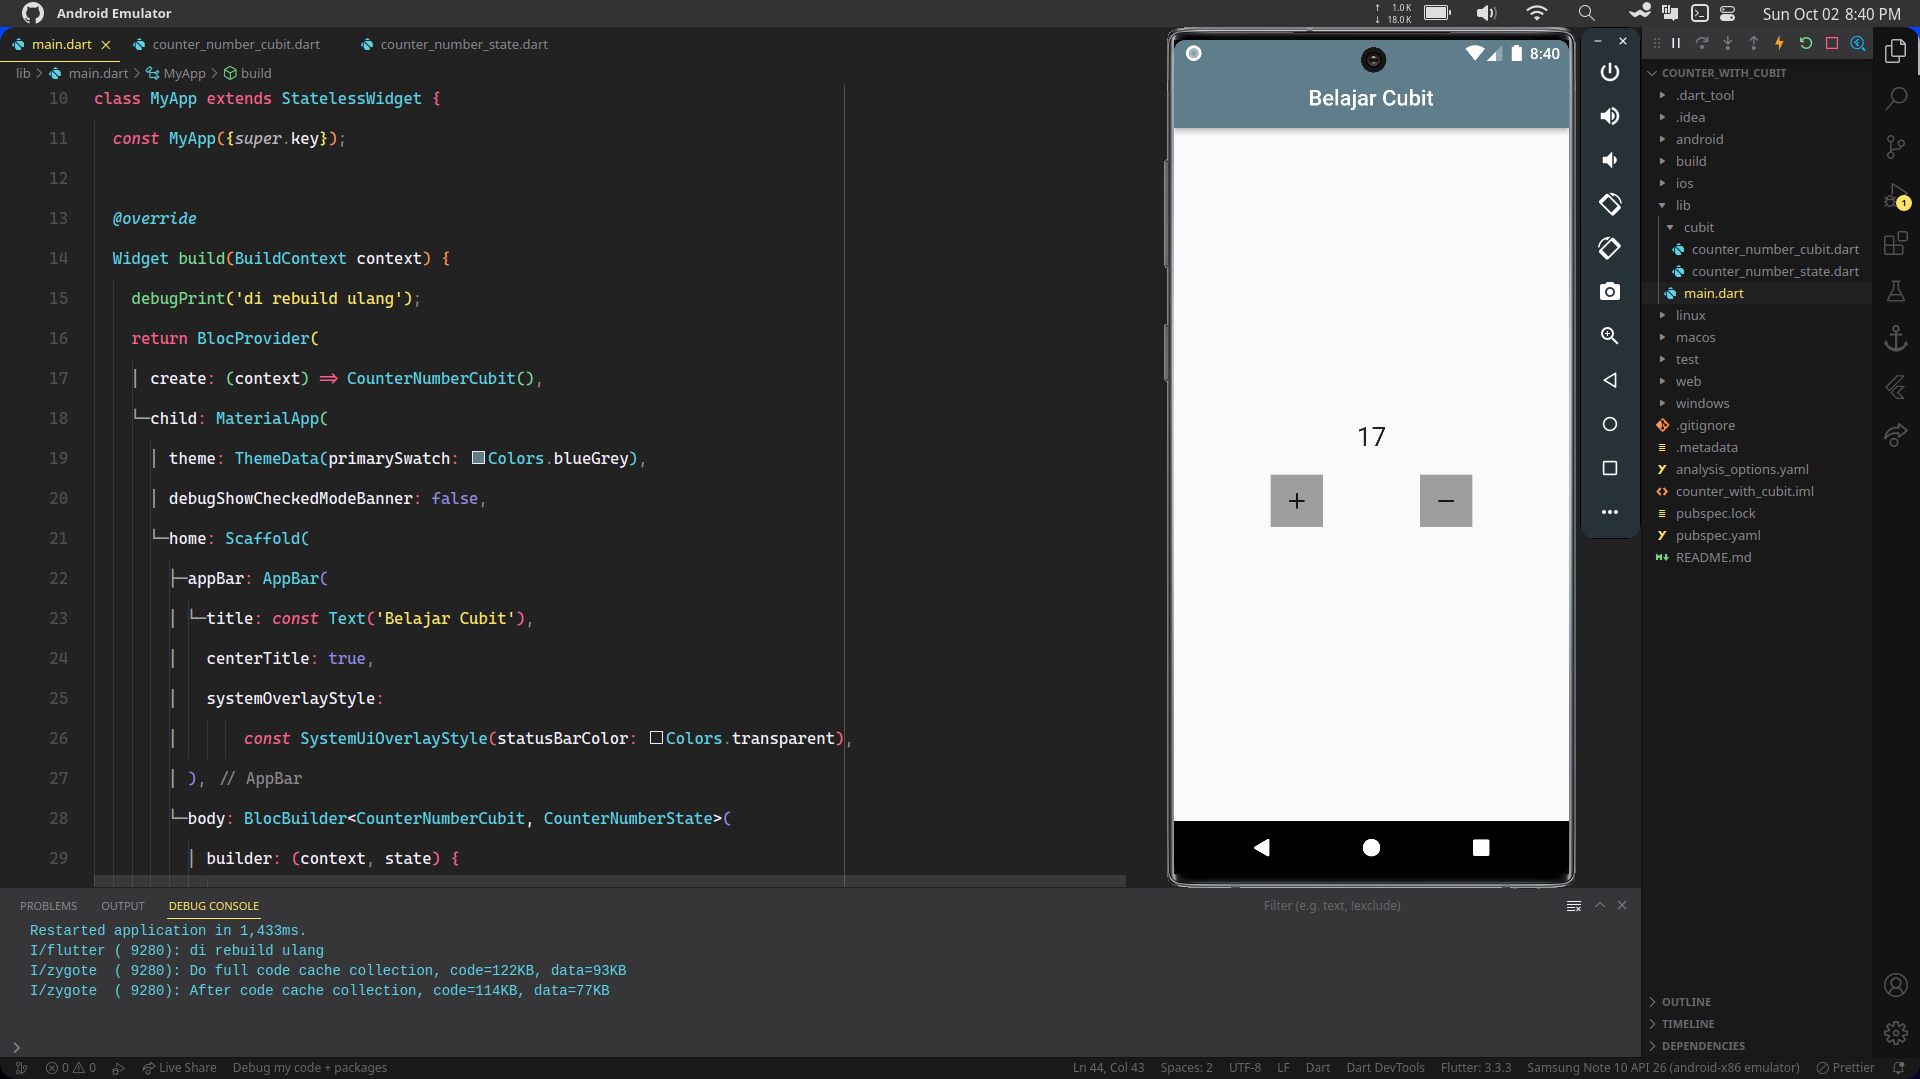 Android Emulator
↑ 1.0 K
↓ 18.0 K
Sun Oct 02 8:40 PM
main.dart
counter_number_cubit.dart
counter_number_state.dart
lib > main.dart > MyApp > build
10 class MyApp extends StatelessWidget {
11 const MyApp({super.key});
12
13 @override
14 Widget build(BuildContext context) {
15 debugPrint('di rebuild ulang');
16 return BlocProvider(
17 create: (context) => CounterNumberCubit(),
18 child: MaterialApp(
19 theme: ThemeData(primarySwatch: Colors.blueGrey),
20 debugShowCheckedModeBanner: false,
21 home: Scaffold(
22 appBar: AppBar(
23 title: const Text('Belajar Cubit'),
24 centerTitle: true,
25 systemOverlayStyle:
26 const SystemUiOverlayStyle(statusBarColor: Colors.transparent),
27 ), // AppBar
28 body: BlocBuilder<CounterNumberCubit, CounterNumberState>(
29 builder: (context, state) {
8:40
Belajar Cubit
17
+
−
COUNTER_WITH_CUBIT
.dart_tool
.idea
android
build
ios
lib
cubit
counter_number_cubit.dart
counter_number_state.dart
main.dart
linux
macos
test
web
windows
.gitignore
.metadata
analysis_options.yaml
counter_with_cubit.iml
pubspec.lock
pubspec.yaml
README.md
1
OUTLINE
TIMELINE
DEPENDENCIES
PROBLEMS
OUTPUT
DEBUG CONSOLE
Filter (e.g. text, !exclude)
Restarted application in 1,433ms.
I/flutter ( 9280): di rebuild ulang
I/zygote  ( 9280): Do full code cache collection, code=122KB, data=93KB
I/zygote  ( 9280): After code cache collection, code=114KB, data=77KB
0 0
Live Share
Debug my code + packages
Ln 44, Col 43
Spaces: 2
UTF-8
LF
Dart
Dart DevTools
Flutter: 3.3.3
Samsung Note 10 API 26 (android-x86 emulator)
Prettier